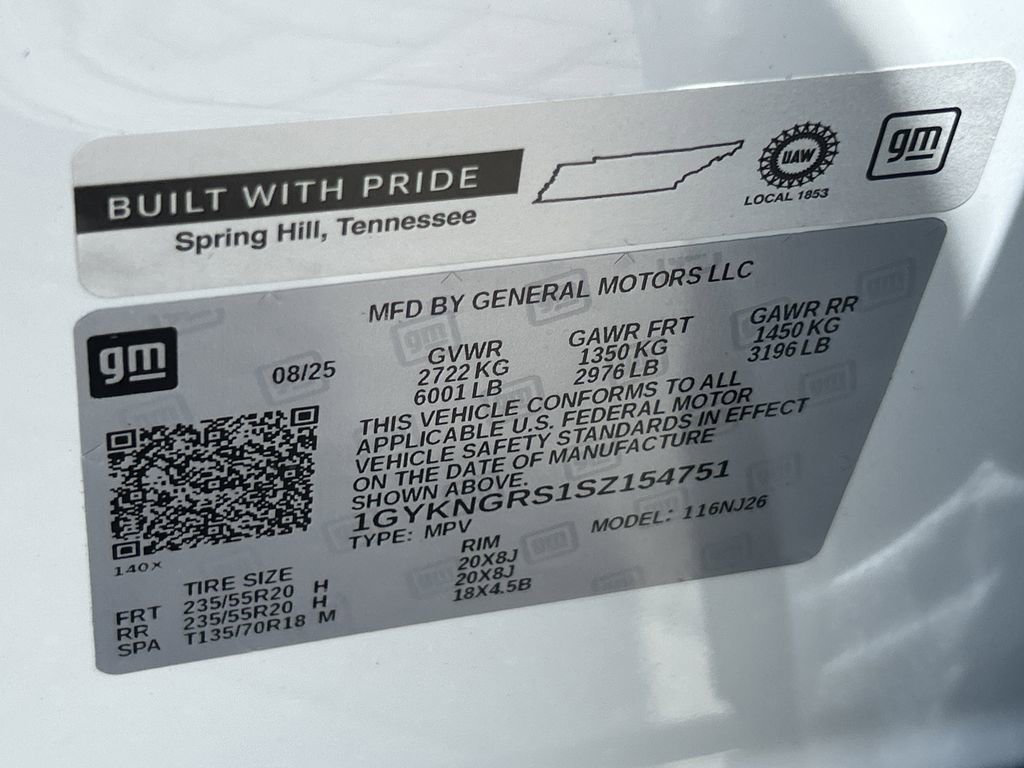 BUILT WITH PRIDE
Spring Hill, Tennessee
UAW
LOCAL 1853
gm
MFD BY GENERAL MOTORS LLC
gm
08/25
GVWR
2722 KG
6001 LB
GAWR FRT
1350 KG
2976 LB
GAWR RR
1450 KG
3196 LB
THIS VEHICLE CONFORMS TO ALL
APPLICABLE U.S. FEDERAL MOTOR
VEHICLE SAFETY STANDARDS IN EFFECT
ON THE DATE OF MANUFACTURE
SHOWN ABOVE.
1GYKNGRS1SZ154751
TYPE: MPV
MODEL: 116NJ26
140X
TIRE SIZE RIM
FRT 235/55R20 H 20X8J
RR 235/55R20 H 20X8J
SPA T135/70R18 M 18X4.5B